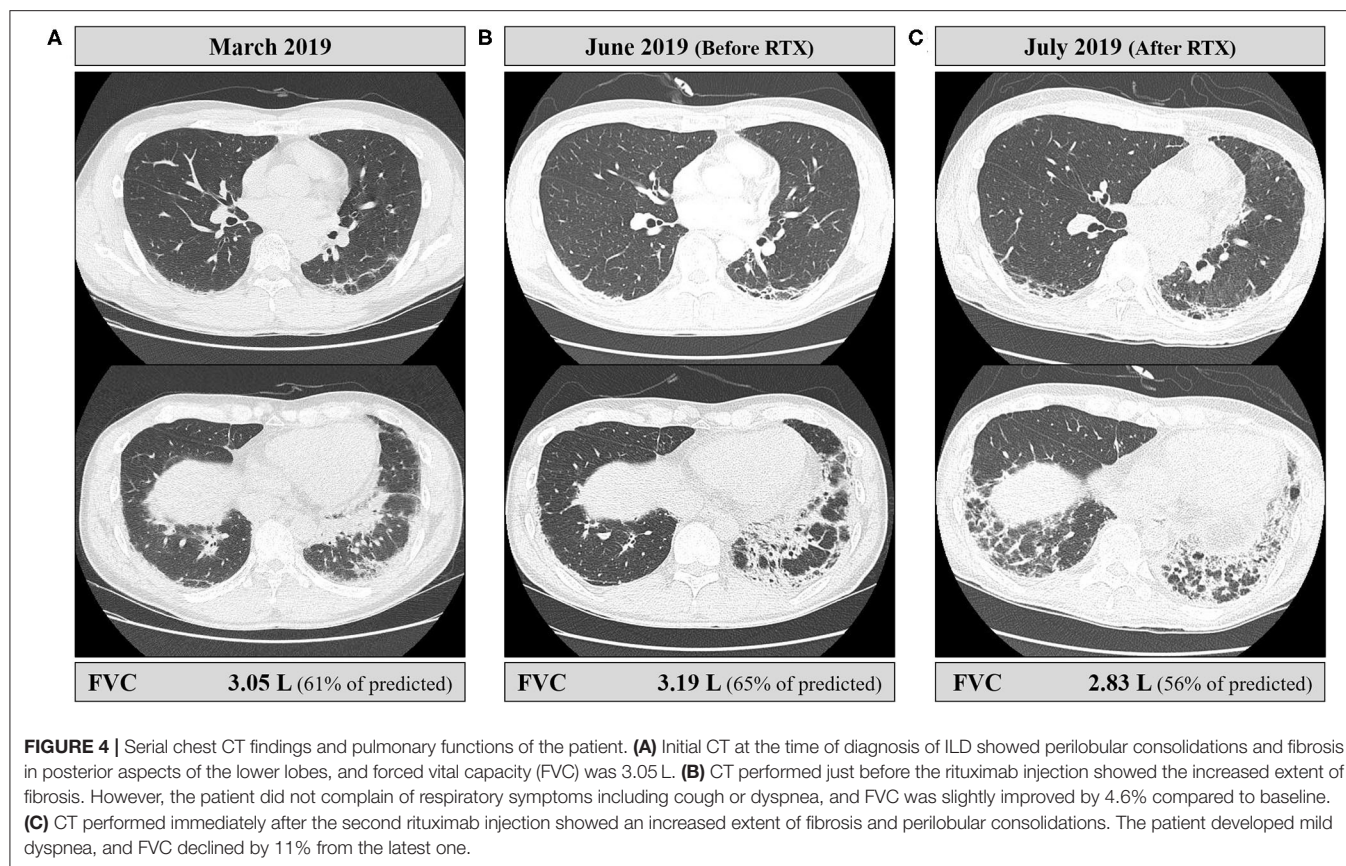 A
March 2019
B
June 2019 (Before RTX)
C
July 2019 (After RTX)
FVC 3.05 L (61% of predicted)
FVC 3.19 L (65% of predicted)
FVC 2.83 L (56% of predicted)
FIGURE 4 | Serial chest CT findings and pulmonary functions of the patient. (A) Initial CT at the time of diagnosis of ILD showed perilobular consolidations and fibrosis
in posterior aspects of the lower lobes, and forced vital capacity (FVC) was 3.05 L. (B) CT performed just before the rituximab injection showed the increased extent of
fibrosis. However, the patient did not complain of respiratory symptoms including cough or dyspnea, and FVC was slightly improved by 4.6% compared to baseline.
(C) CT performed immediately after the second rituximab injection showed an increased extent of fibrosis and perilobular consolidations. The patient developed mild
dyspnea, and FVC declined by 11% from the latest one.